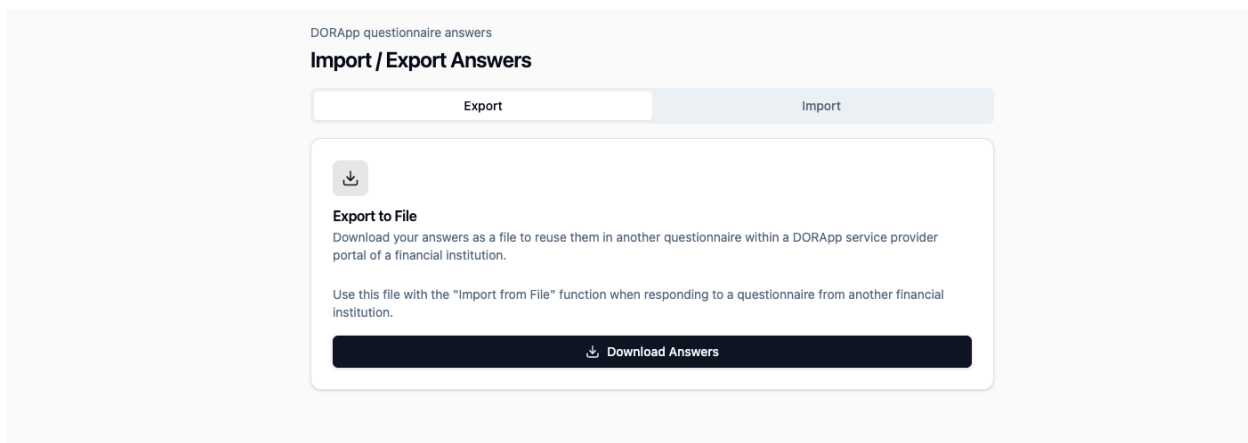 DORApp questionnaire answers
Import / Export Answers
Export
Import
Export to File
Download your answers as a file to reuse them in another questionnaire within a DORApp service provider
portal of a financial institution.
Use this file with the "Import from File" function when responding to a questionnaire from another financial
institution.
Download Answers